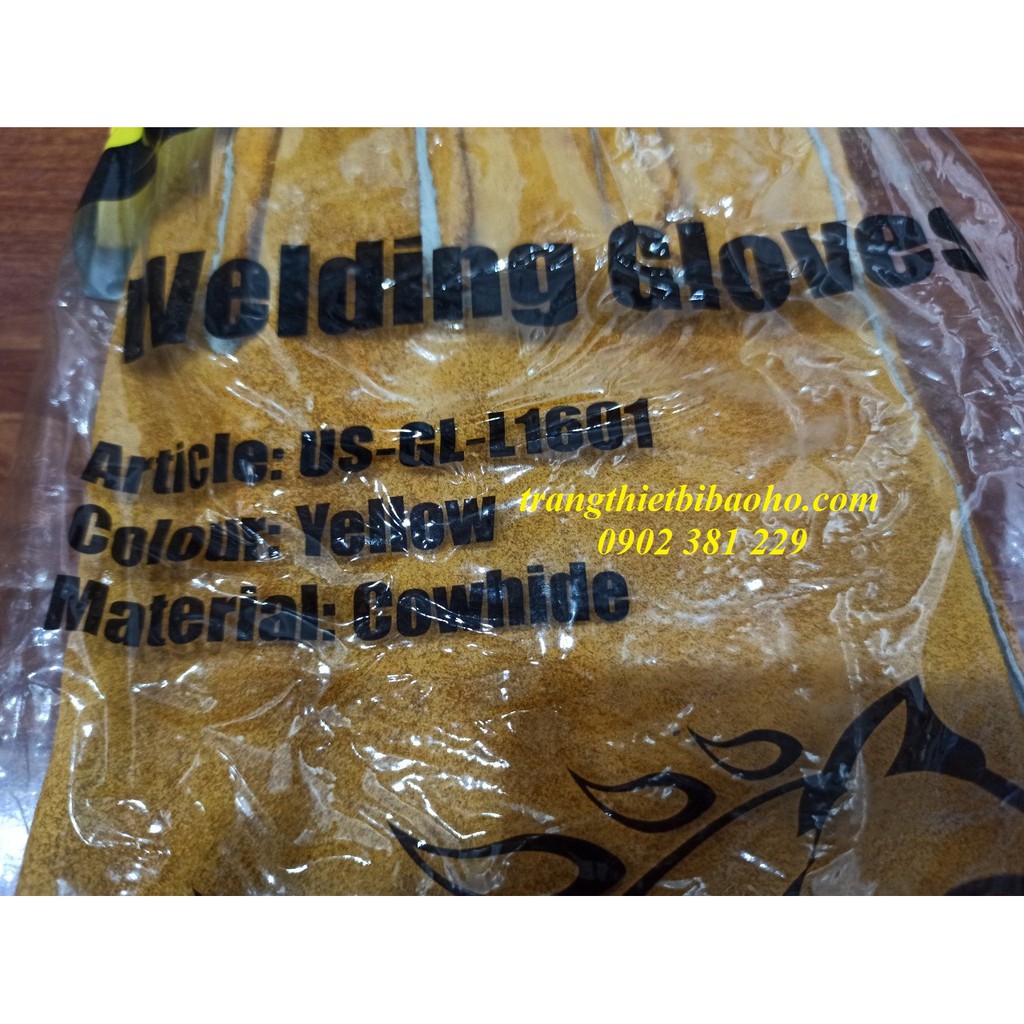 Welding Gloves
Article: US-GL-L1601
Colour: Yellow
Material: Cowhide
trangthietbibaoho.com
0902 381 229